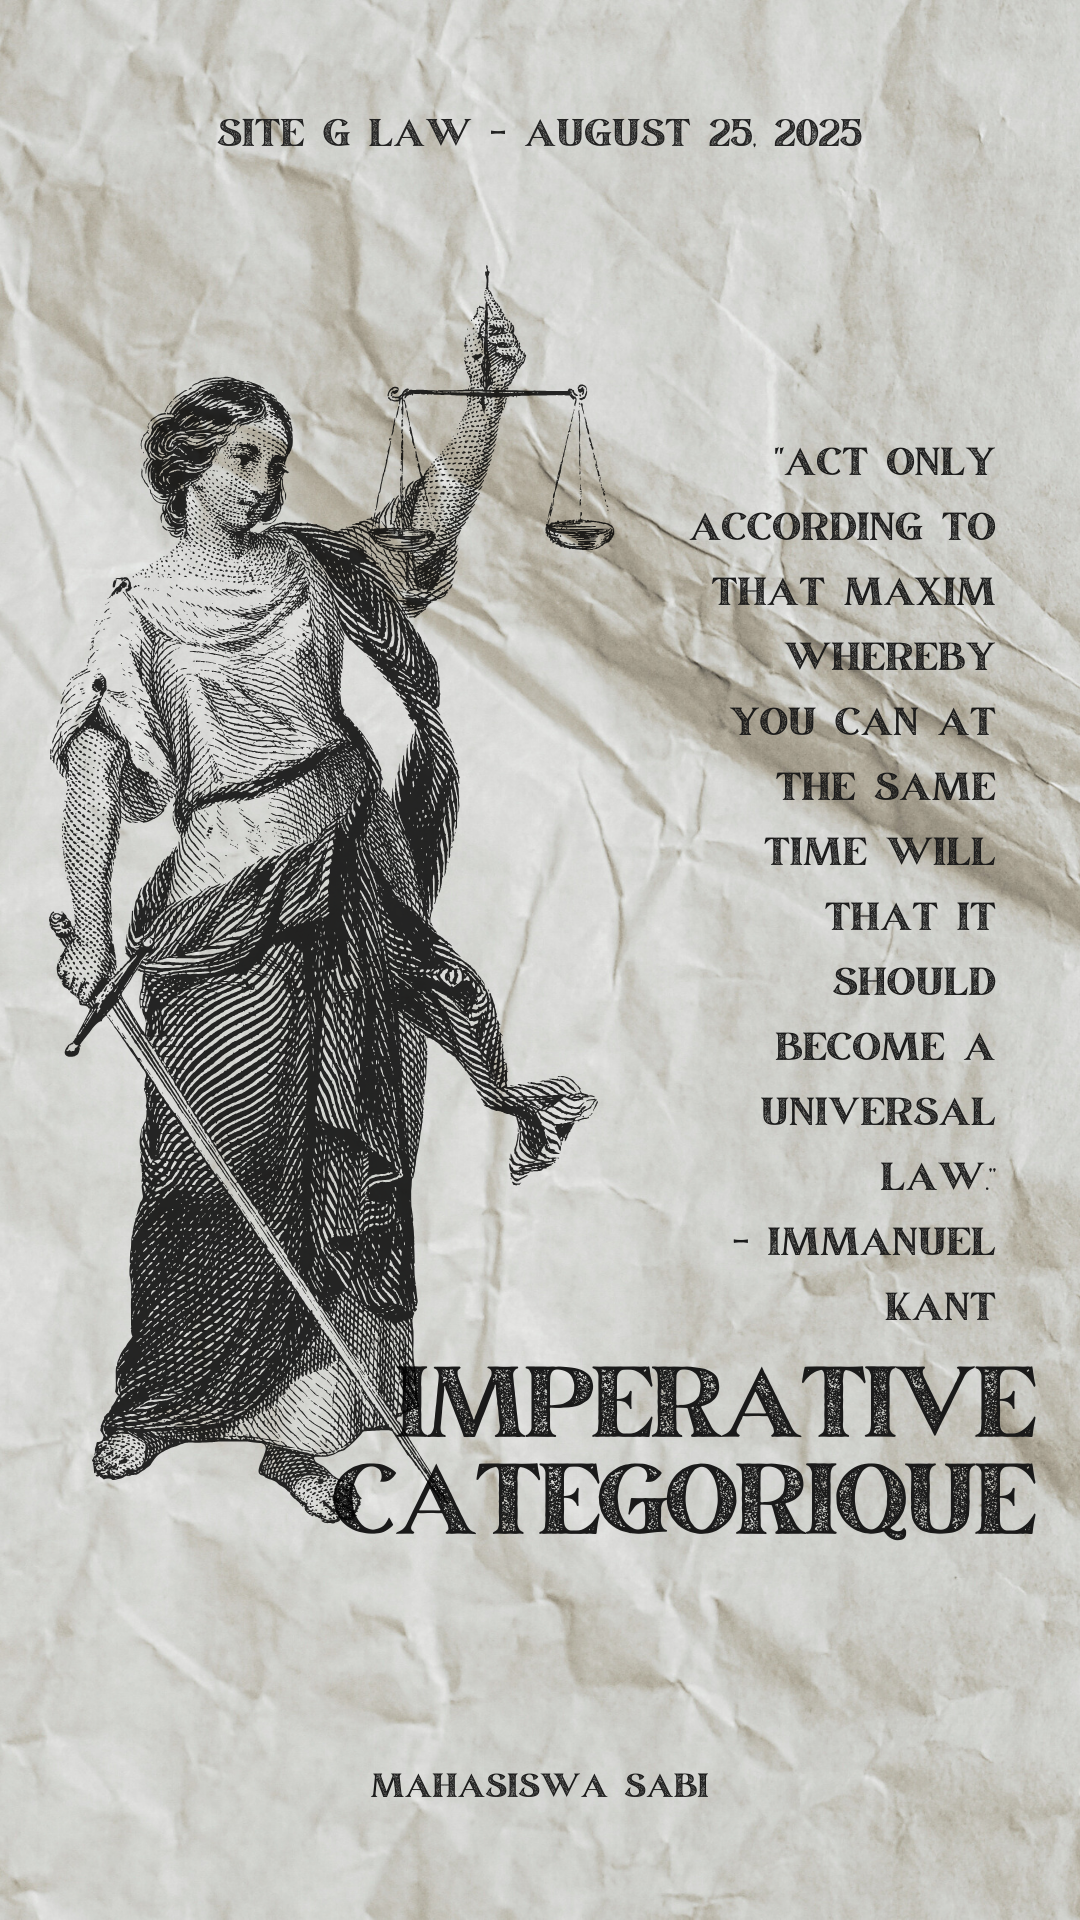 SITE G LAW - AUGUST 25, 2025
"ACT ONLY
ACCORDING TO
THAT MAXIM
WHEREBY
YOU CAN AT
THE SAME
TIME WILL
THAT IT
SHOULD
BECOME A
UNIVERSAL
LAW."
- IMMANUEL
KANT
IMPERATIVE
CATEGORIQUE
MAHASISWA SABI